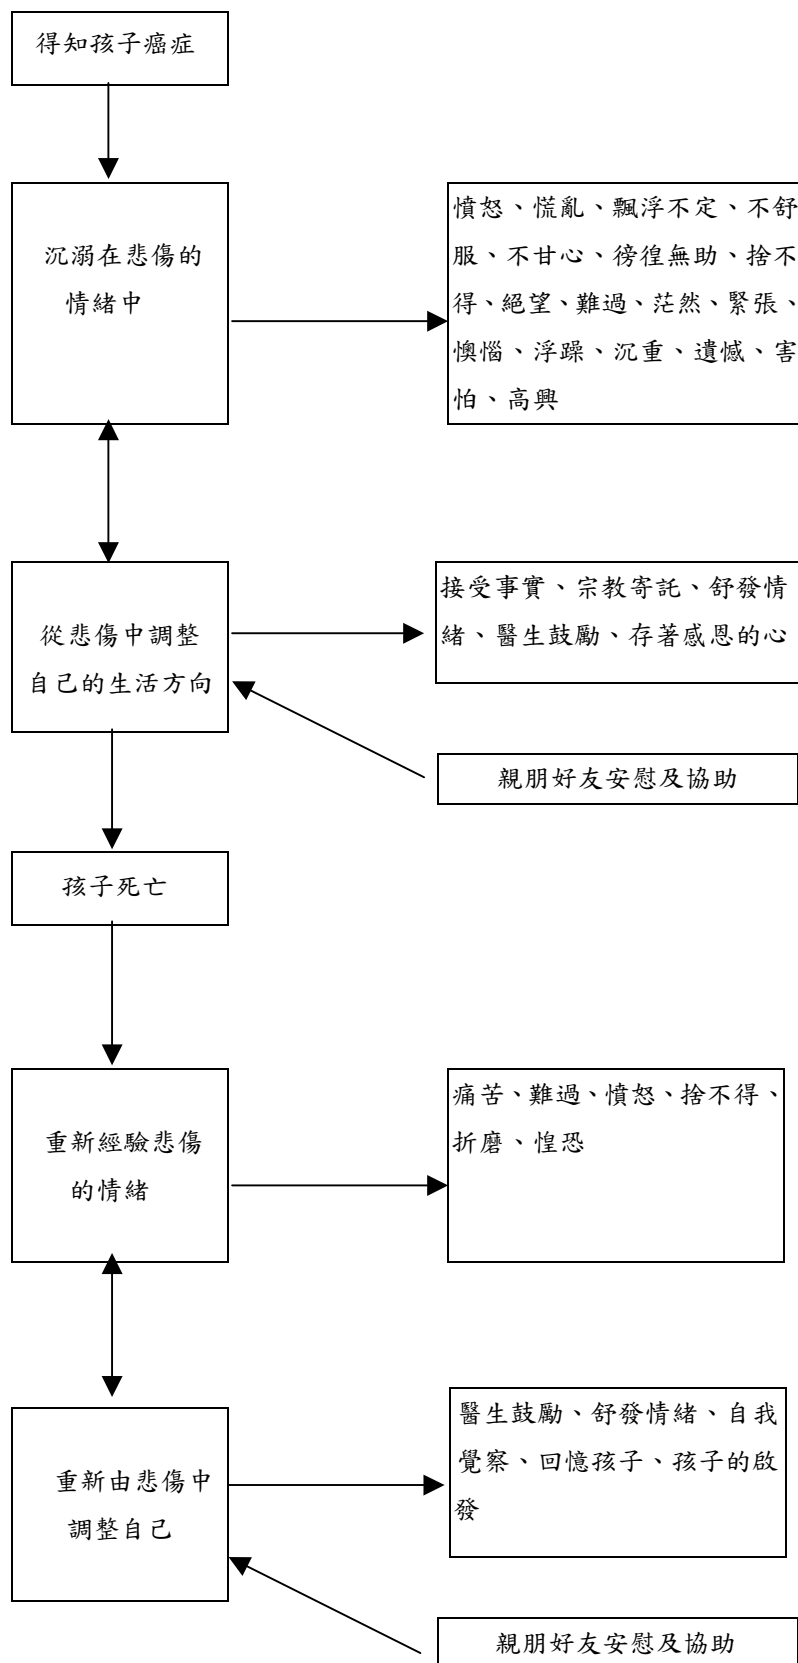 得知孩子癌症
沉溺在悲傷的
情緒中
憤怒、慌亂、飄浮不定、不舒
服、不甘心、徬徨無助、捨不
得、絕望、難過、茫然、緊張、
懊惱、浮躁、沉重、遺憾、害
怕、高興
從悲傷中調整
自己的生活方向
接受事實、宗教寄託、舒發情
緒、醫生鼓勵、存著感恩的心
親朋好友安慰及協助
孩子死亡
重新經驗悲傷
的情緒
痛苦、難過、憤怒、捨不得、
折磨、惶恐
重新由悲傷中
調整自己
醫生鼓勵、舒發情緒、自我
覺察、回憶孩子、孩子的啟
發
親朋好友安慰及協助